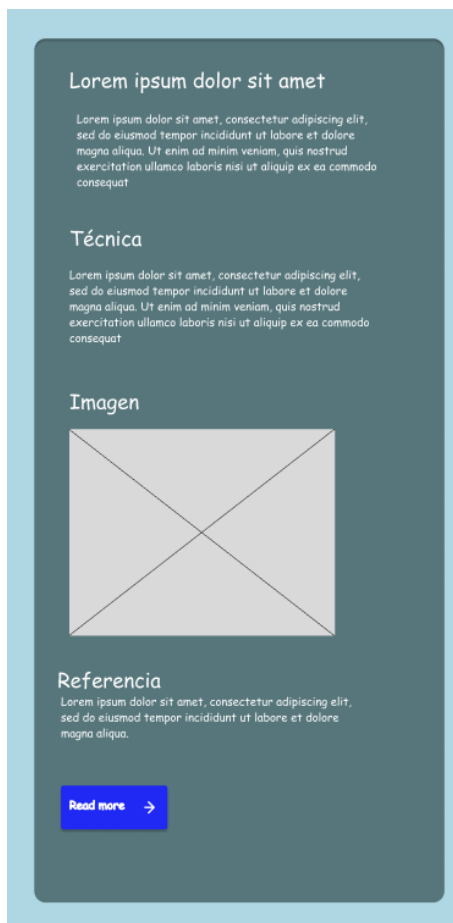 Lorem ipsum dolor sit amet
Lorem ipsum dolor sit amet, consectetur adipiscing elit,
sed do eiusmod tempor incididunt ut labore et dolore
magna aliqua. Ut enim ad minim veniam, quis nostrud
exercitation ullamco laboris nisi ut aliquip ex ea commodo
consequat
Técnica
Lorem ipsum dolor sit amet, consectetur adipiscing elit,
sed do eiusmod tempor incididunt ut labore et dolore
magna aliqua. Ut enim ad minim veniam, quis nostrud
exercitation ullamco laboris nisi ut aliquip ex ea commodo
consequat
Imagen
Referencia
Lorem ipsum dolor sit amet, consectetur adipiscing elit,
sed do eiusmod tempor incididunt ut labore et dolore
magna aliqua.
Read more